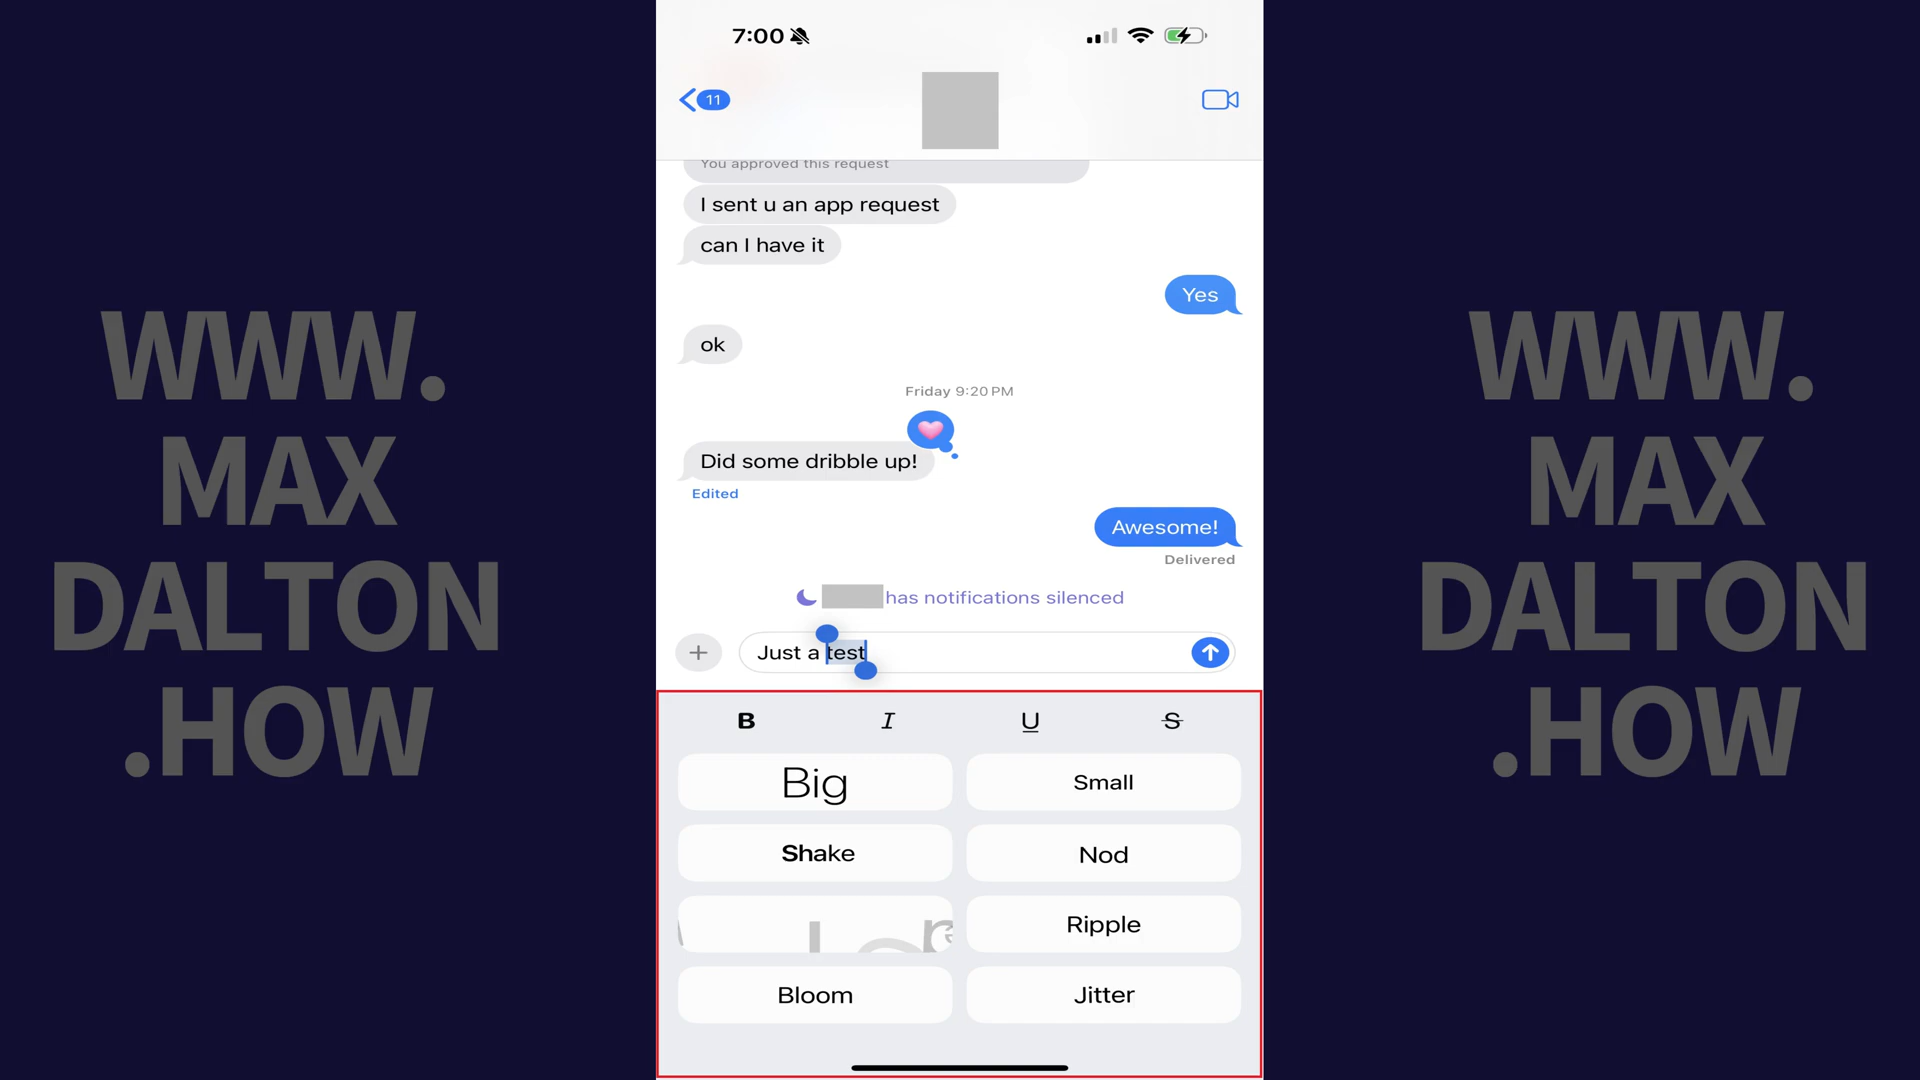 WWW.
MAX
DALTON
.HOW
7:00
11
You approved this request
I sent u an app request
can I have it
Yes
ok
Friday 9:20 PM
Did some dribble up!
Edited
Awesome!
Delivered
has notifications silenced
Just a test
B I U S
Big
Small
Shake
Nod
Ripple
Bloom
Jitter
WWW.
MAX
DALTON
.HOW